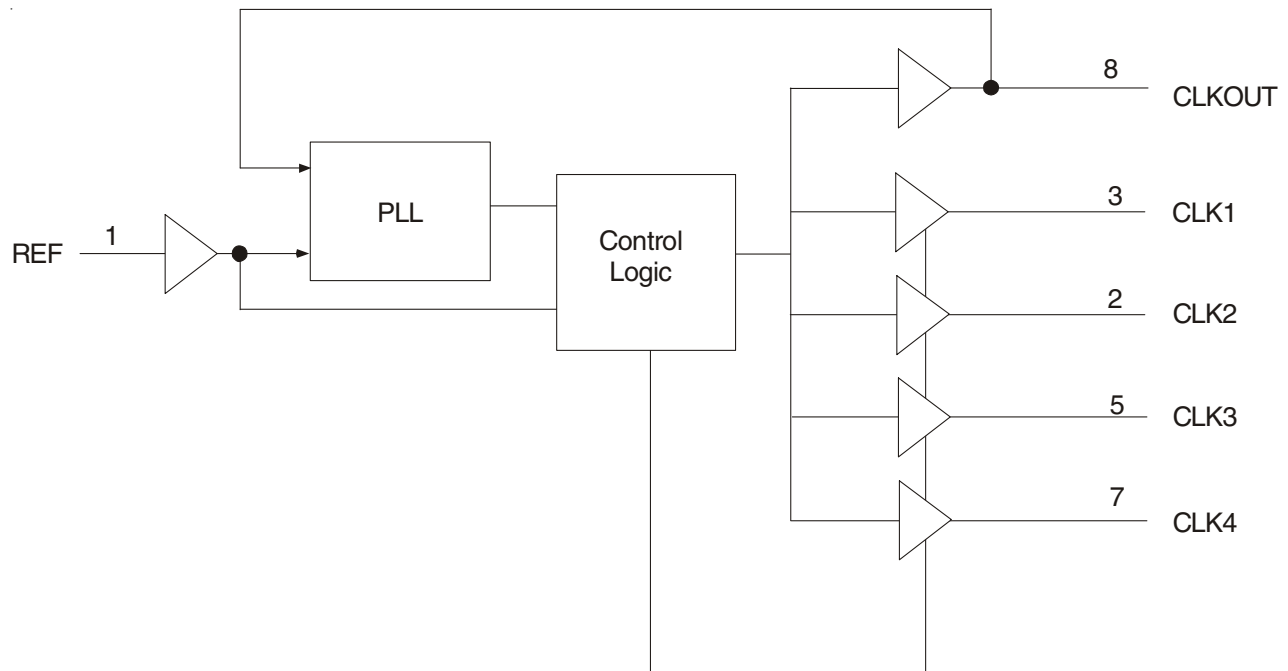 8
CLKOUT
PLL
3
CLK1
REF
1
Control
Logic
2
CLK2
5
CLK3
7
CLK4